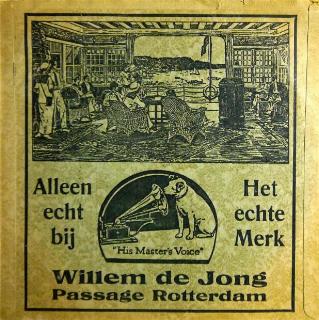 Alleen
echt
bij
"His Master's Voice"
Het
echte
Merk
Willem de Jong
Passage Rotterdam